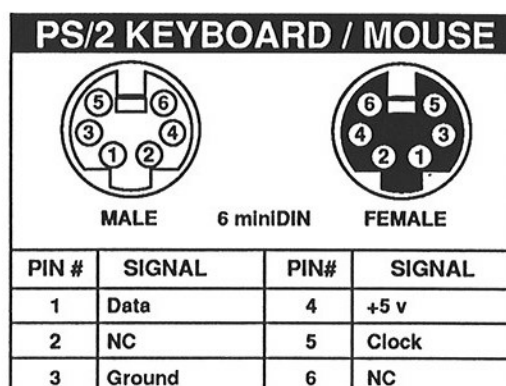 PS/2 KEYBOARD / MOUSE
5 6
3 4
1 2
6 5
4 3
2 1
MALE 6 miniDIN FEMALE
PIN # SIGNAL PIN# SIGNAL
1 Data 4 +5 v
2 NC 5 Clock
3 Ground 6 NC